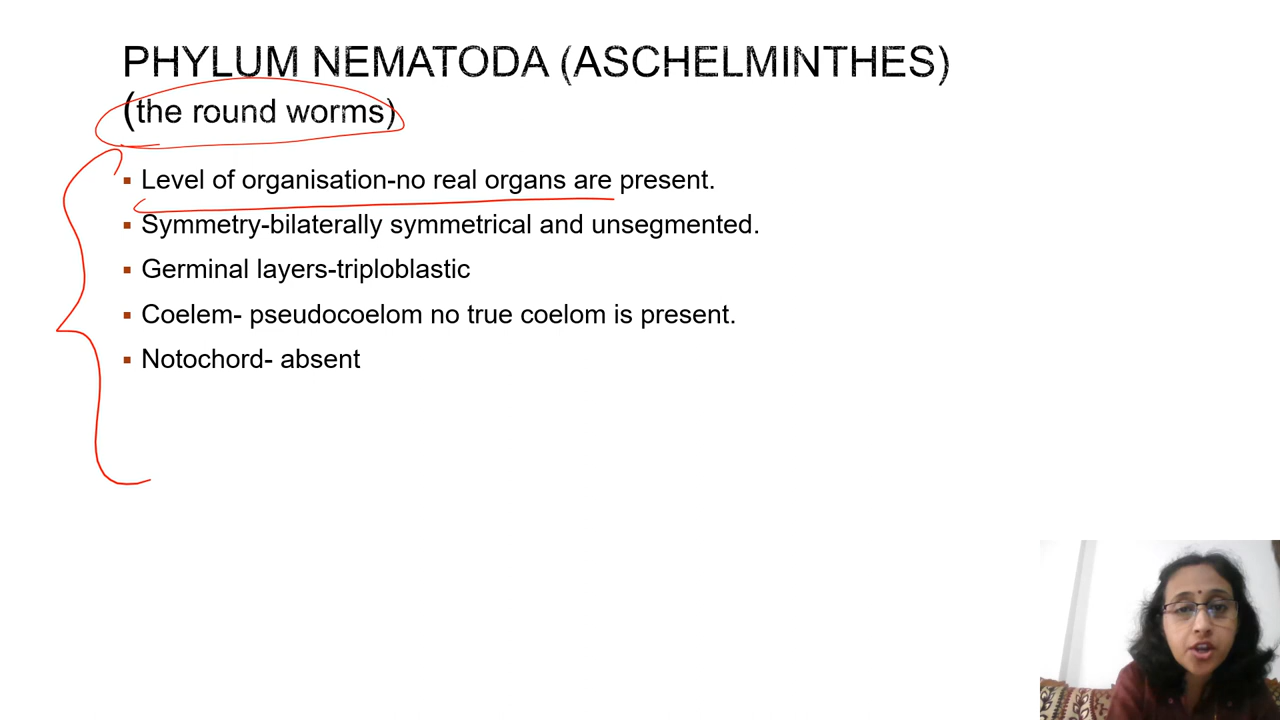 PHYLUM NEMATODA (ASCHELMINTHES)
(the round worms)
▪ Level of organisation-no real organs are present.
▪ Symmetry-bilaterally symmetrical and unsegmented.
▪ Germinal layers-triploblastic
▪ Coelem- pseudocoelom no true coelom is present.
▪ Notochord- absent